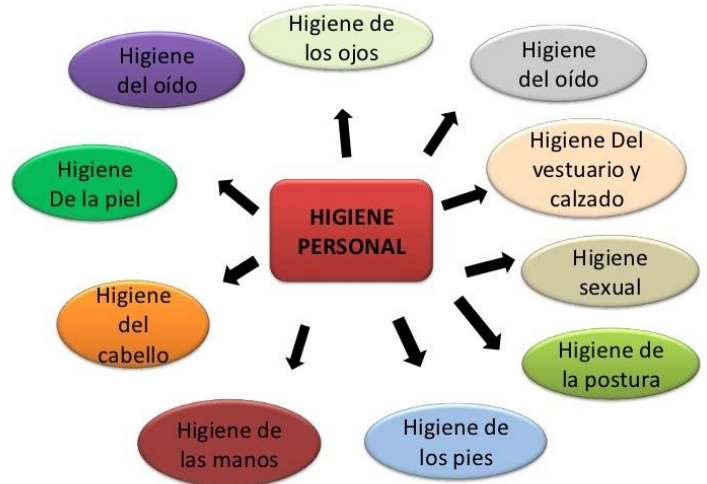 Higiene de
los ojos
Higiene
del oído
Higiene
del oído
Higiene Del
vestuario y
calzado
Higiene
De la piel
HIGIENE
PERSONAL
Higiene
sexual
Higiene
del
cabello
Higiene de
la postura
Higiene de
las manos
Higiene de
los pies